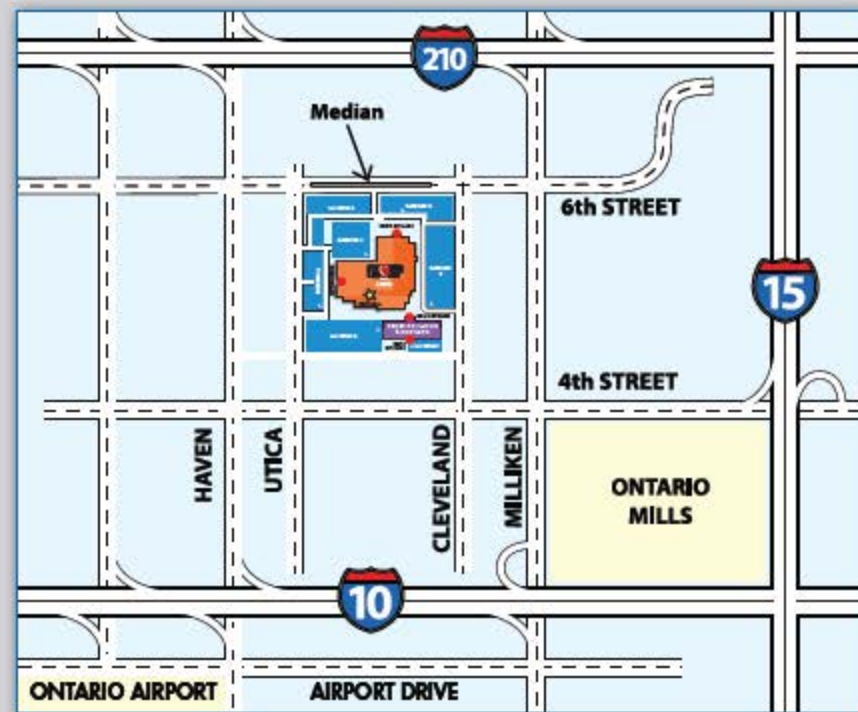 210
Median
6th STREET
15
4th STREET
HAVEN
UTICA
CLEVELAND
MILLIKEN
ONTARIO
MILLS
10
ONTARIO AIRPORT
AIRPORT DRIVE